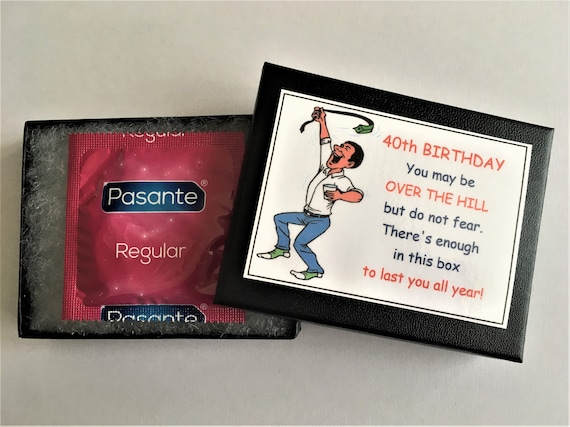 Regular
Pasante®
Regular
Pasante
40th BIRTHDAY
You may be
OVER THE HILL
but do not fear.
There's enough
in this box
to last you all year!